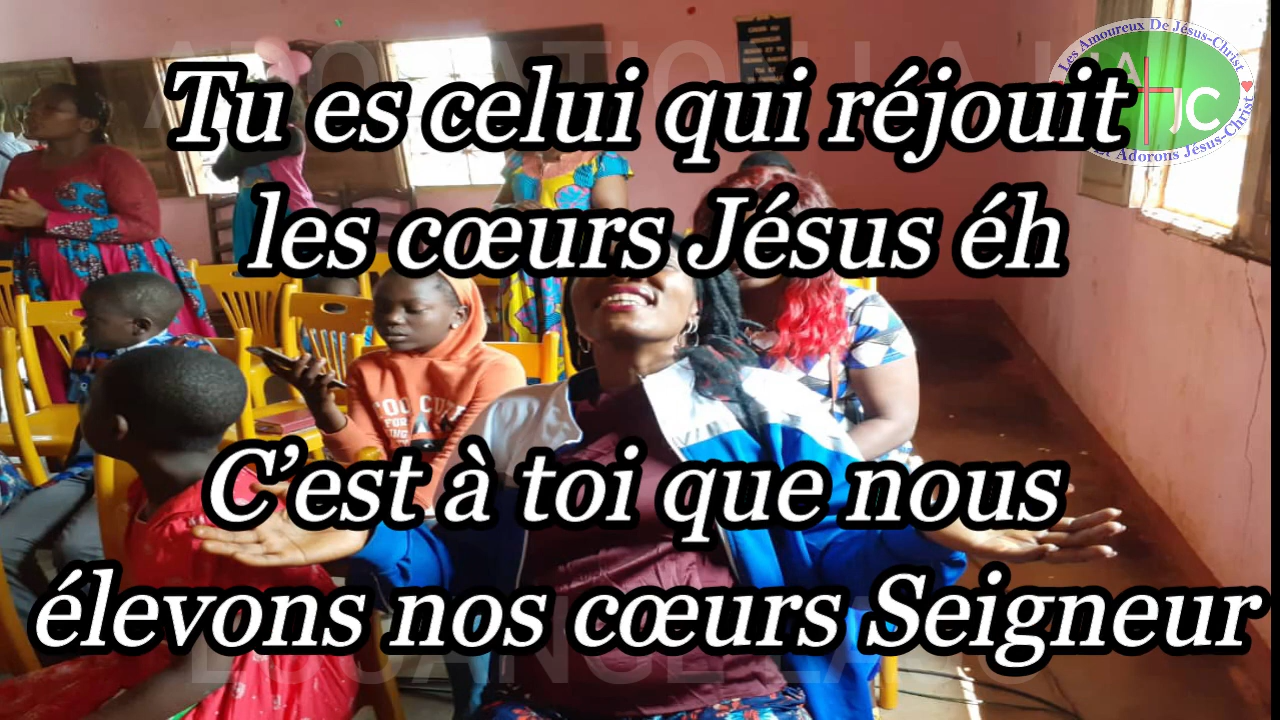 Les Amoureux De Jésus-Christ
JC
Adorons Jésus-Christ
Tu es celui qui réjouit
les cœurs Jésus éh
C’est à toi que nous
élevons nos cœurs Seigneur